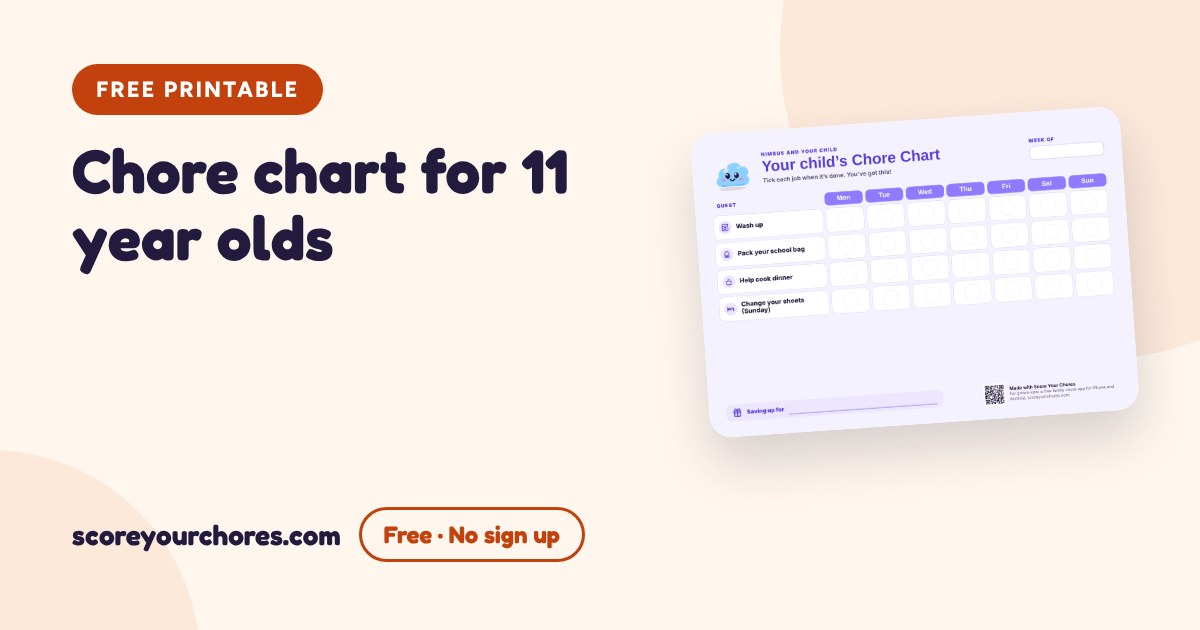 FREE PRINTABLE
Chore chart for 11
year olds
NIMBUS AND YOUR CHILD
Your child's Chore Chart
Tick each job when it's done. You've got this!
WEEK OF
QUEST
Mon Tue Wed Thu Fri Sat Sun
Wash up
Pack your school bag
Help cook dinner
Change your sheets
(Sunday)
Saving up for
Made with Score Your Chores
scoreyourchores.com
Free · No sign up